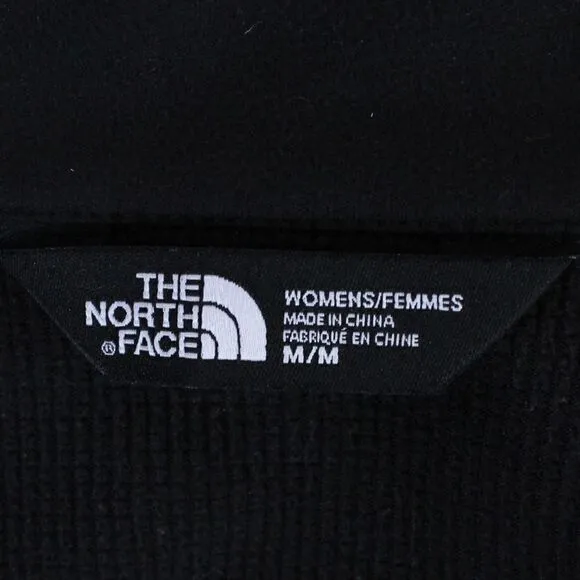 THE
NORTH
®FACE
WOMENS/FEMMES
MADE IN CHINA
FABRIQUÉ EN CHINE
M/M